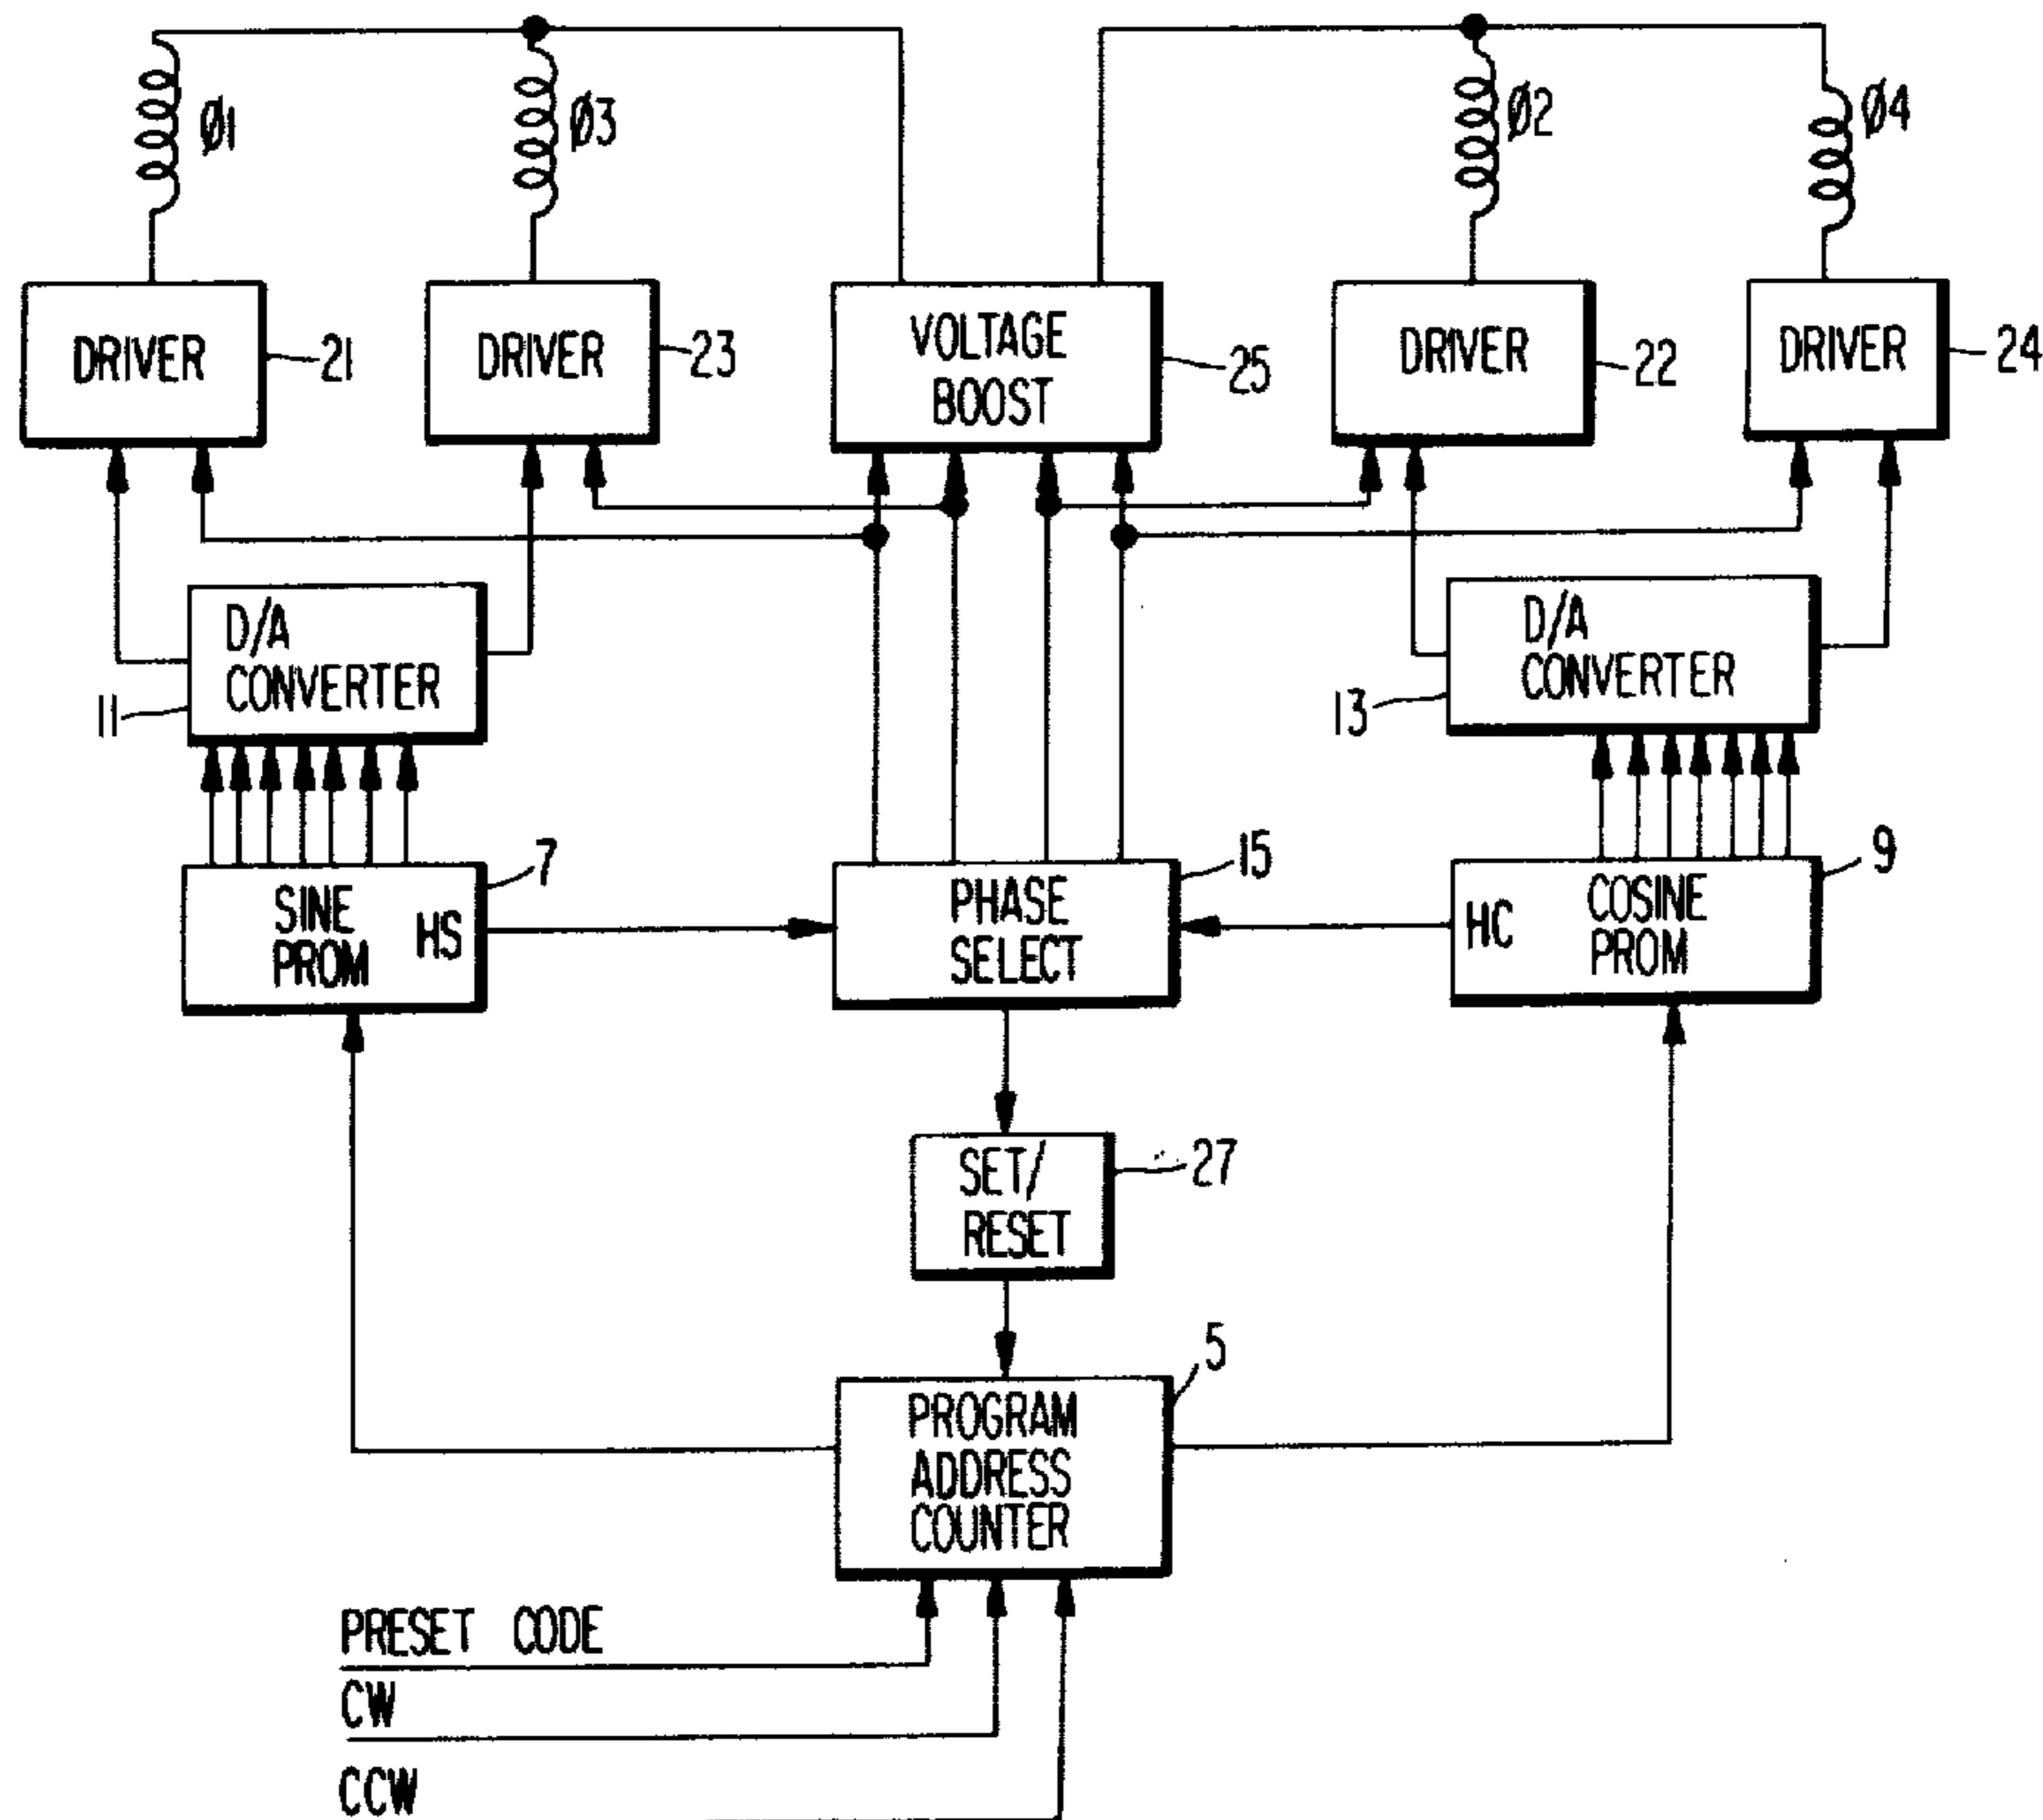 Ø1
Ø3
Ø2
Ø4
DRIVER
21
DRIVER
23
VOLTAGE
BOOST
25
DRIVER
22
DRIVER
24
D/A
CONVERTER
11
D/A
CONVERTER
13
SINE
PROM
HS
7
PHASE
SELECT
15
HC
COSINE
PROM
9
SET/
RESET
27
PROGRAM
ADDRESS
COUNTER
5
PRESET CODE
CW
CCW